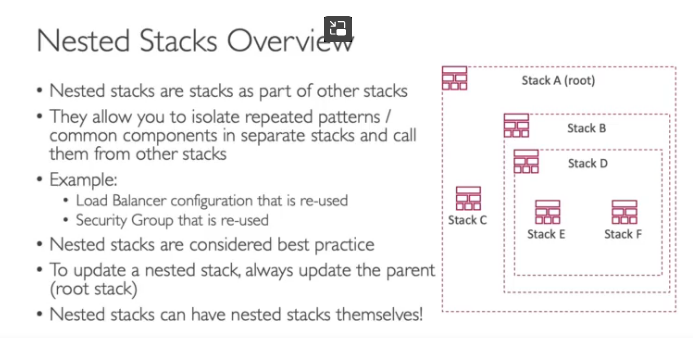 Nested Stacks Overview
• Nested stacks are stacks as part of other stacks
• They allow you to isolate repeated patterns /
common components in separate stacks and call
them from other stacks
• Example:
• Load Balancer configuration that is re-used
• Security Group that is re-used
• Nested stacks are considered best practice
• To update a nested stack, always update the parent
(root stack)
• Nested stacks can have nested stacks themselves!
Stack A (root)
Stack B
Stack D
Stack C
Stack E
Stack F